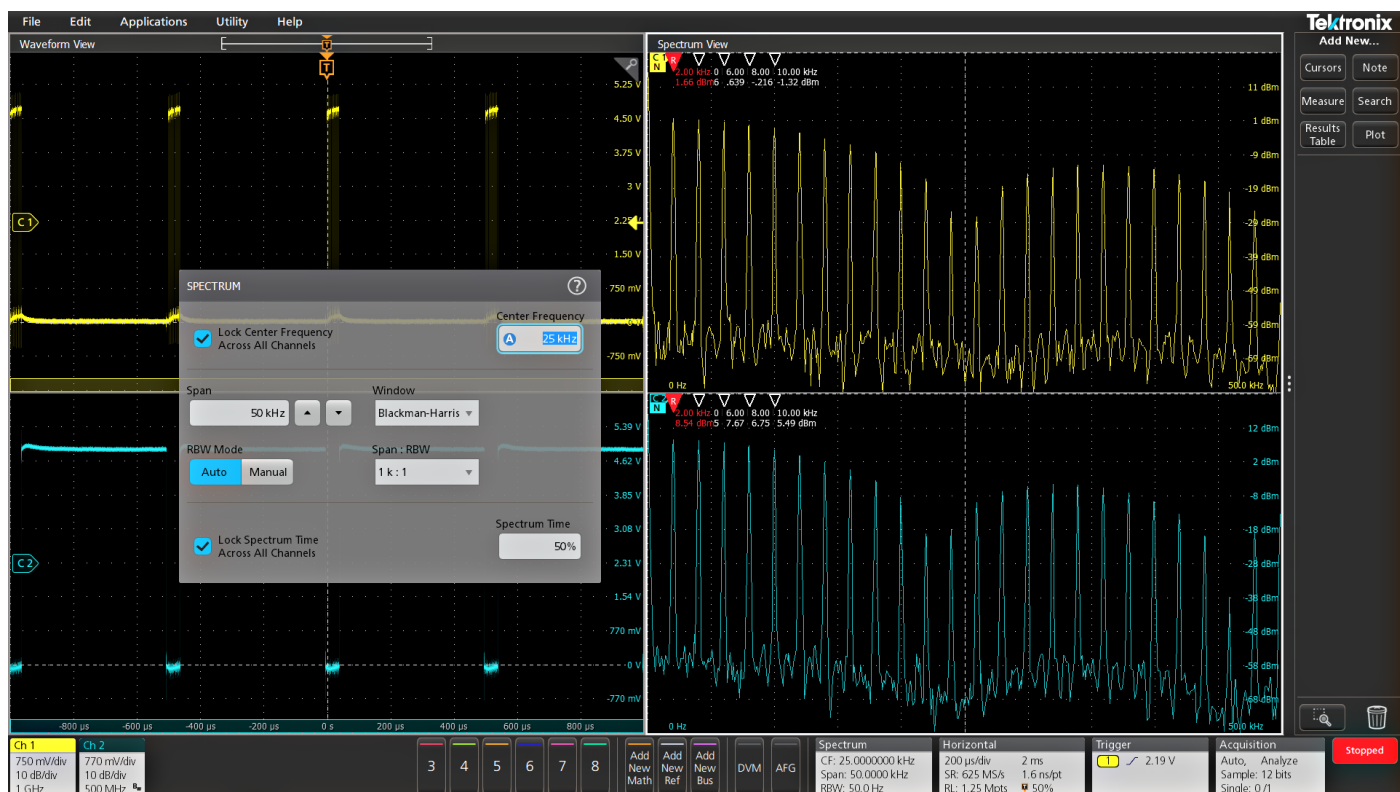 File Edit Applications Utility Help
Tektronix
Waveform View
T
T
5.25 V
4.50 V
3.75 V
3 V
2.25 V
1.50 V
750 mV
-750 mV
C 1
SPECTRUM
?
Lock Center Frequency
Across All Channels
Center Frequency
A 25 kHz
Span
50 kHz
Window
Blackman-Harris
RBW Mode
Auto Manual
Span : RBW
1 k : 1
Lock Spectrum Time
Across All Channels
Spectrum Time
50%
5.39 V
4.62 V
3.85 V
3.08 V
2.31 V
1.54 V
770 mV
0 V
-770 mV
C 2
-800 µs -600 µs -400 µs -200 µs 0 s 200 µs 400 µs 600 µs 800 µs
Spectrum View
C 1
N
R
2.00 kHz 0 6.00 8.00 10.00 kHz
1.66 dBm 6 .639 -.216 -1.32 dBm
11 dBm
1 dBm
-9 dBm
-19 dBm
-29 dBm
-39 dBm
-49 dBm
-59 dBm
-69 dBm
0 Hz
50.0 kHz
N
R
2.00 kHz 0 6.00 8.00 10.00 kHz
8.54 dBm 5 7.67 6.75 5.49 dBm
12 dBm
2 dBm
-8 dBm
-18 dBm
-28 dBm
-38 dBm
-48 dBm
-58 dBm
-68 dBm
0 Hz
50.0 kHz
Add New...
Cursors Note
Measure Search
Results
Table
Plot
Ch 1
750 mV/div
10 dB/div
1 GHz
Ch 2
770 mV/div
10 dB/div
500 MHz
3 4 5 6 7 8
Add
New
Math
Add
New
Ref
Add
New
Bus
DVM
AFG
Spectrum
CF: 25.0000000 kHz
Span: 50.0000 kHz
RBW: 50.0 Hz
Horizontal
200 µs/div 2 ms
SR: 625 MS/s 1.6 ns/pt
RL: 1.25 Mpts 50%
Trigger
1 2.19 V
Acquisition
Auto, Analyze
Sample: 12 bits
Single: 0 /1
Stopped